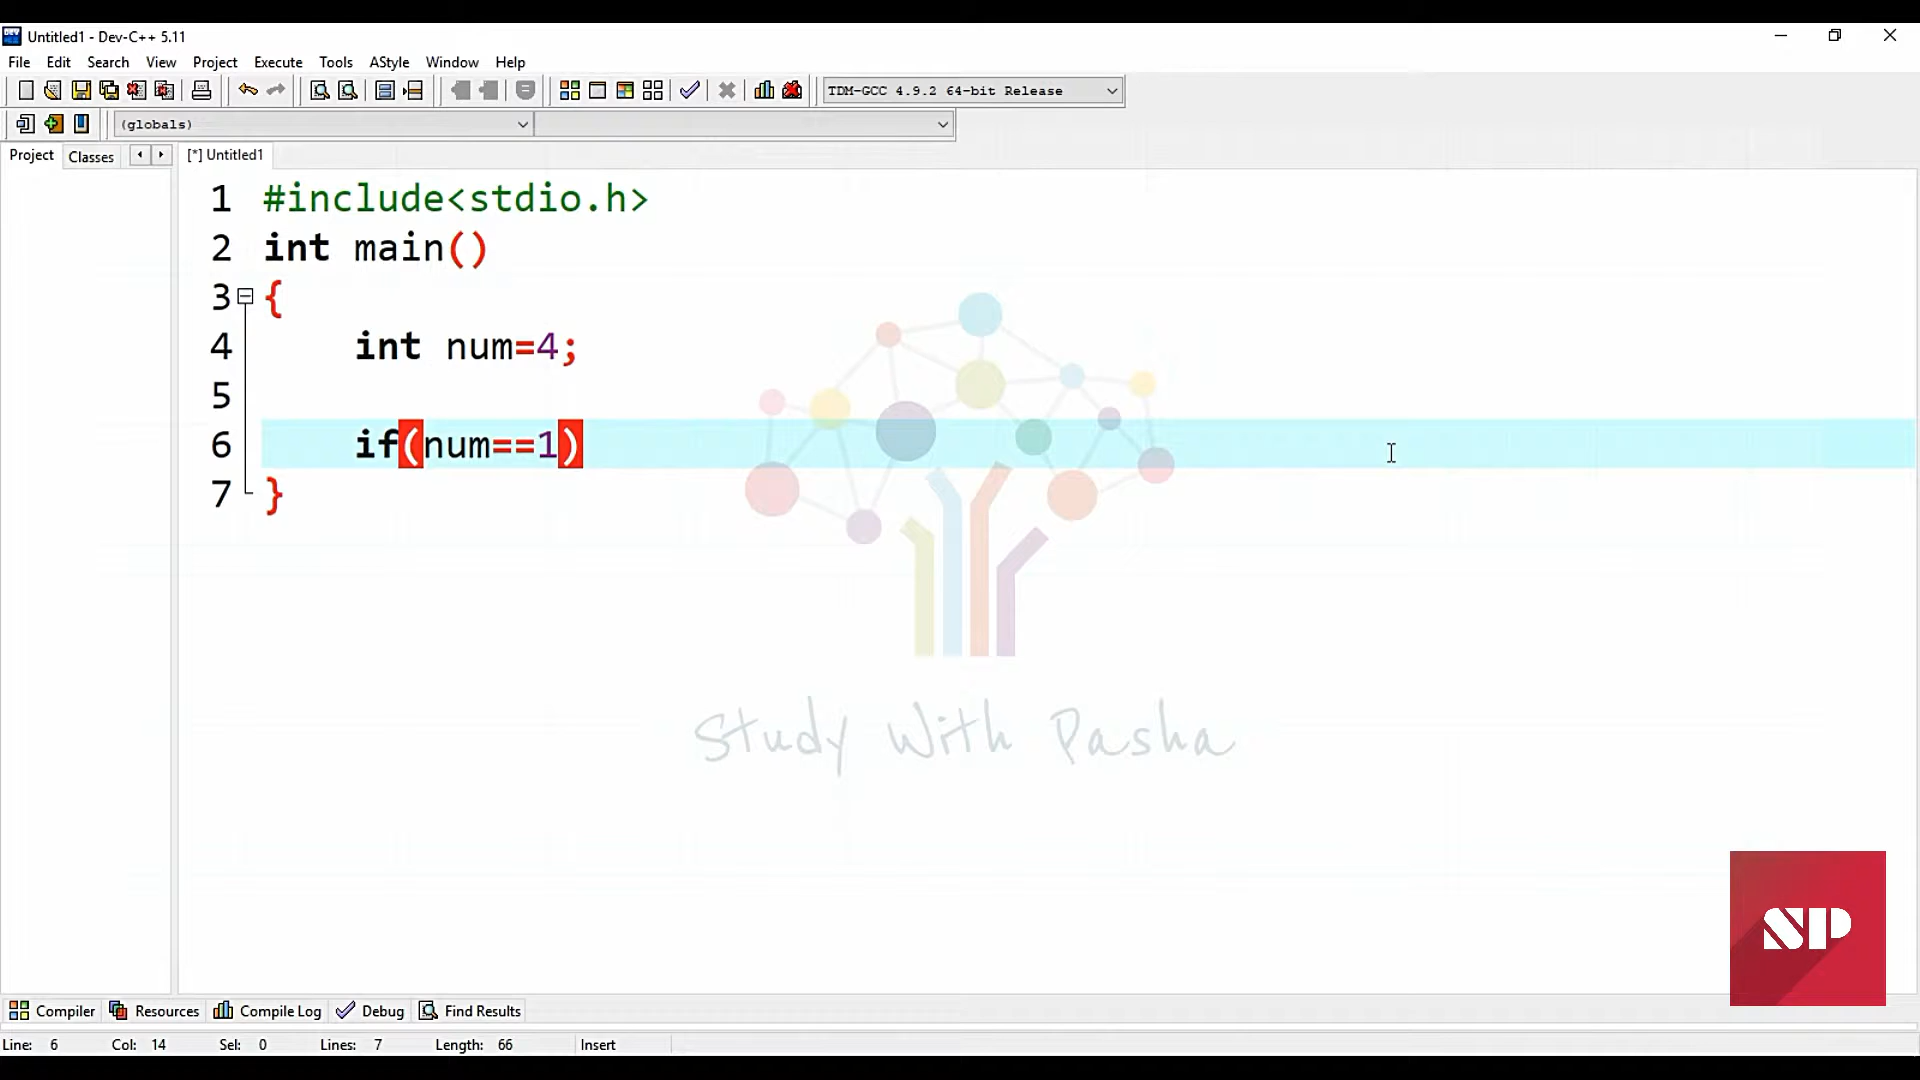 Untitled1 - Dev-C++ 5.11
File Edit Search View Project Execute Tools AStyle Window Help
TDM-GCC 4.9.2 64-bit Release
(globals)
Project Classes [*] Untitled1
1 #include<stdio.h>
2 int main()
3 {
4 int num=4;
5
6 if(num==1)
7 }
Study With Pasha
SP
Compiler Resources Compile Log Debug Find Results
Line: 6 Col: 14 Sel: 0 Lines: 7 Length: 66 Insert